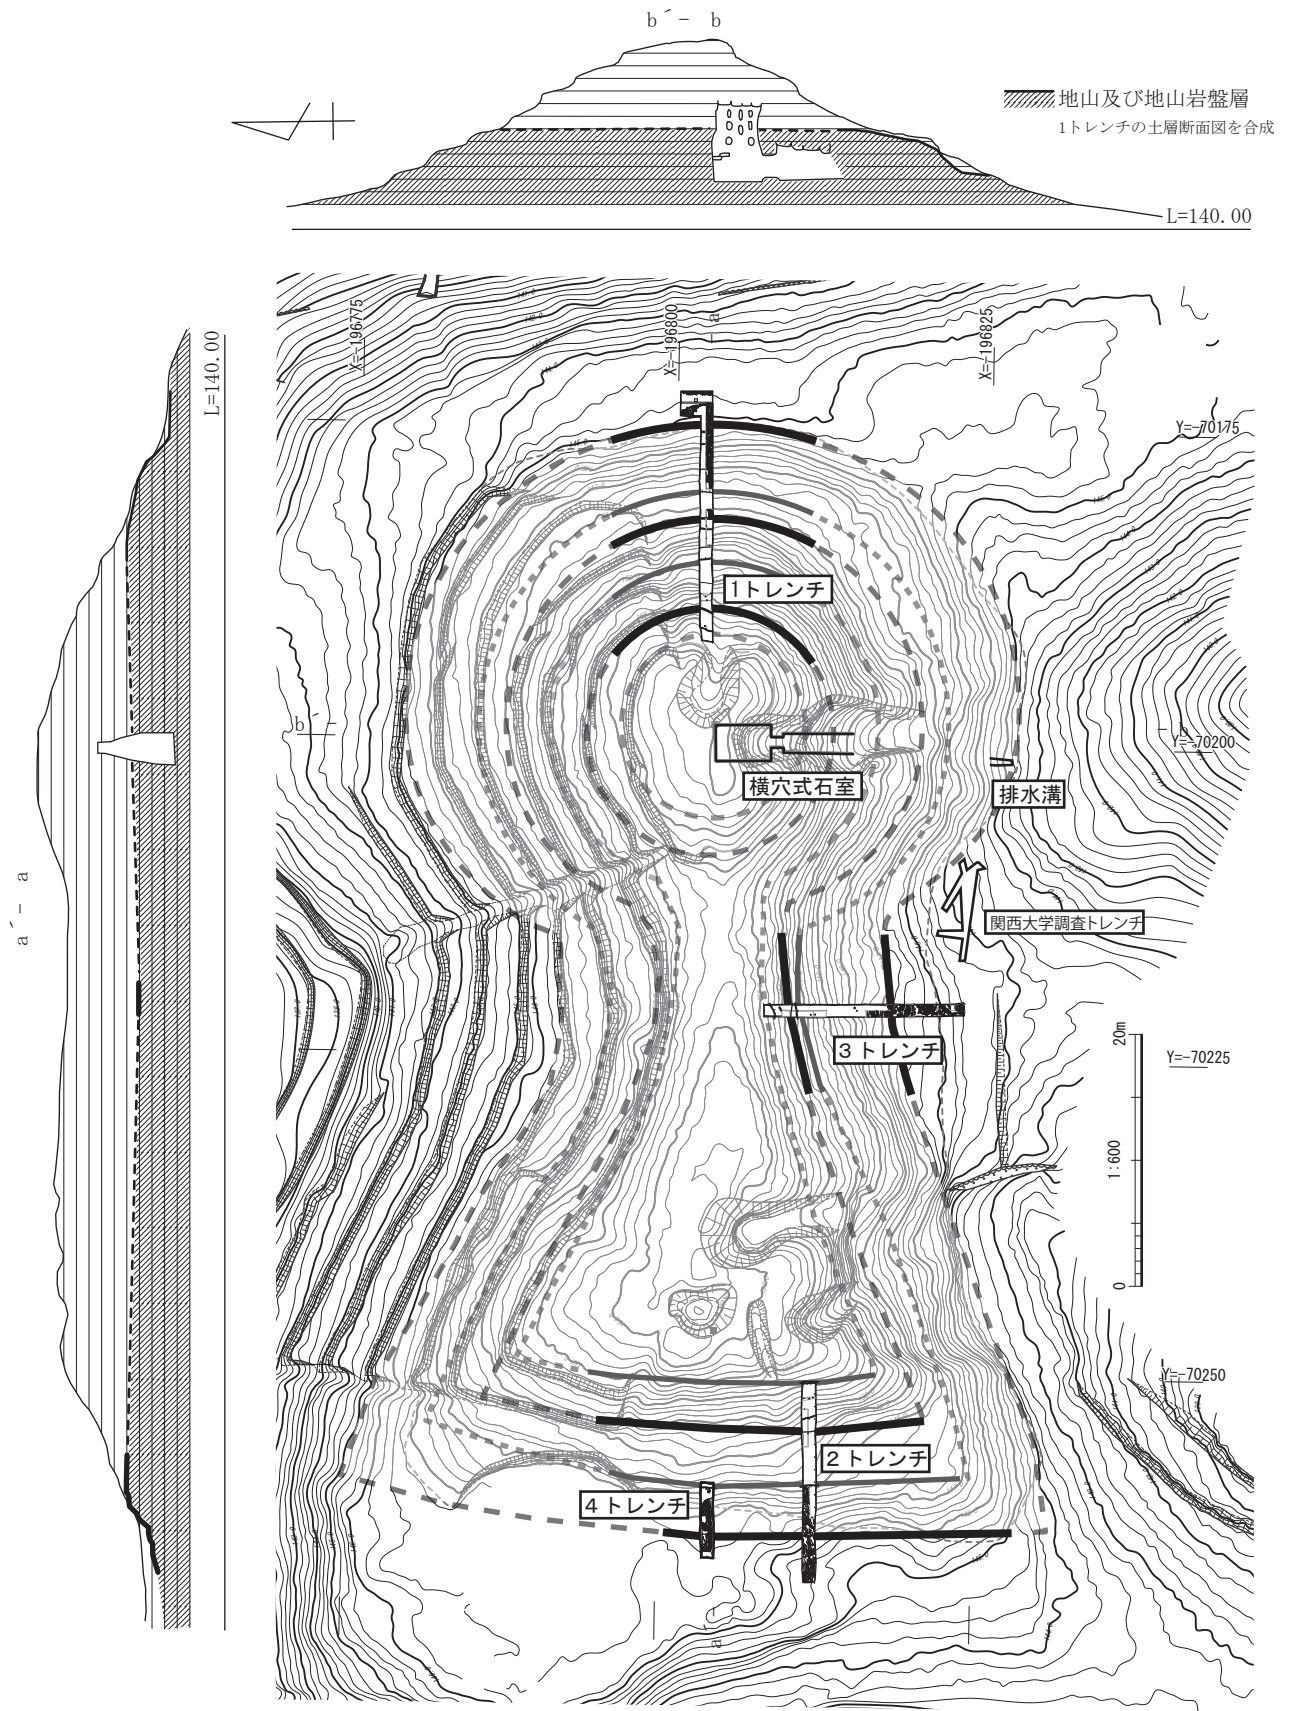 b´- b
地山及び地山岩盤層
1トレンチの土層断面図を合成
L=140.00
L=140.00
X=-196775
X=-196800
X=-196825
a
Y=-70175
1トレンチ
b´-
- b
Y=-70200
横穴式石室
排水溝
a´- a
関西大学調査トレンチ
3トレンチ
20m
Y=-70225
1:600
0
Y=-70250
2トレンチ
4トレンチ
a´